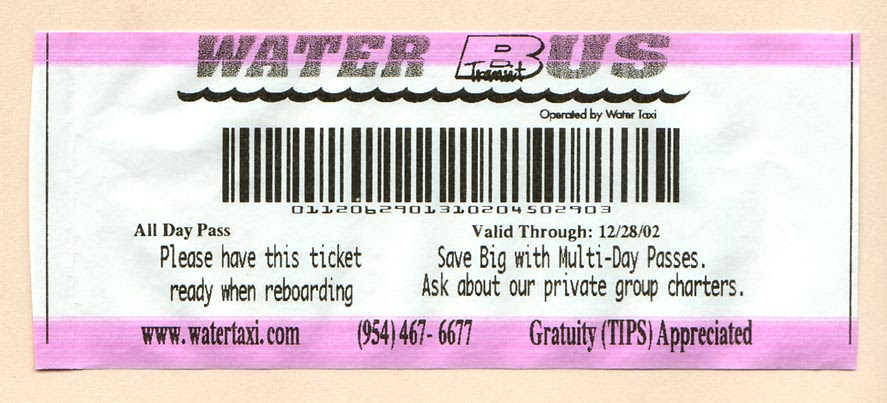 WATER BUS
B.
Transit
Operated by Water Taxi
0112062901310204502903
All Day Pass
Valid Through: 12/28/02
Please have this ticket
ready when reboarding
Save Big with Multi-Day Passes.
Ask about our private group charters.
www.watertaxi.com (954) 467-6677 Gratuity (TIPS) Appreciated